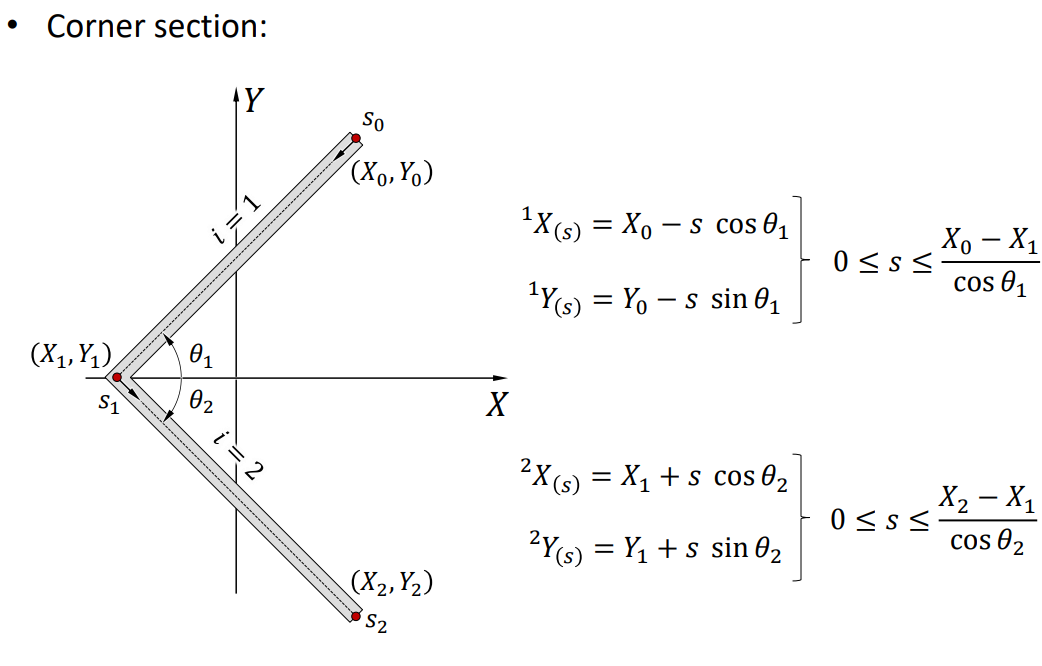 • Corner section:
Y
s₀
(X₀, Y₀)
i = 1
¹X₍ₛ₎ = X₀ − s cos θ₁
¹Y₍ₛ₎ = Y₀ − s sin θ₁
0 ≤ s ≤ (X₀ − X₁)/(cos θ₁)
(X₁, Y₁)
θ₁
s₁
θ₂
X
i = 2
²X₍ₛ₎ = X₁ + s cos θ₂
²Y₍ₛ₎ = Y₁ + s sin θ₂
0 ≤ s ≤ (X₂ − X₁)/(cos θ₂)
(X₂, Y₂)
s₂